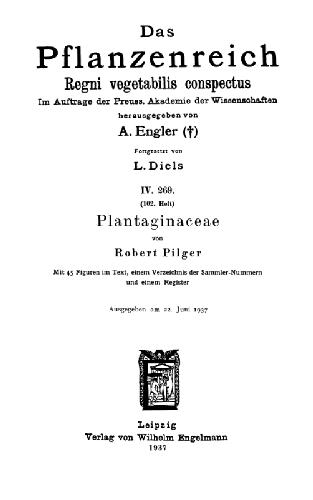 Das
Pflanzenreich
Regni vegetabilis conspectus
Im Auftrage der Preuss. Akademie der Wissenschaften
herausgegeben von
A. Engler (†)
Fortgesetzt von
L. Diels
IV. 269.
(102. Heft)
Plantaginaceae
von
Robert Pilger
Mit 45 Figuren im Text, einem Verzeichnis der Sammler-Nummern
und einem Register
Ausgegeben am 22. Juni 1937
Leipzig
Verlag von Wilhelm Engelmann
1937